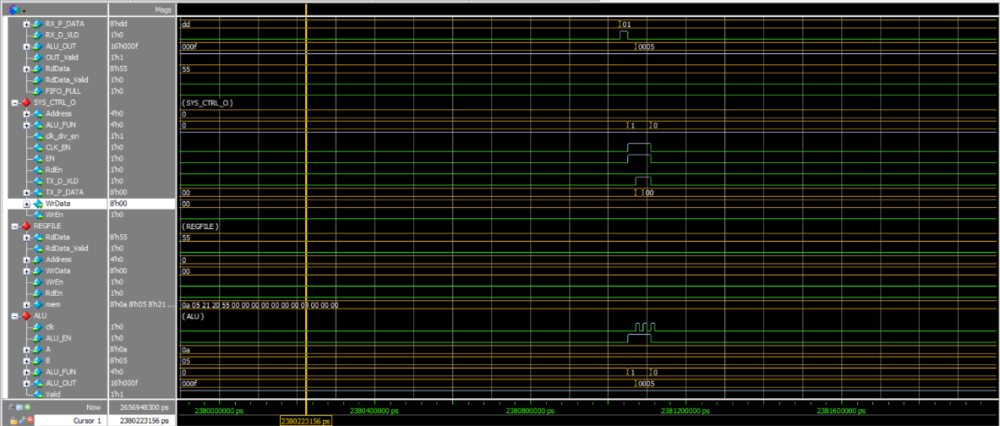 Msgs
RX_P_DATA 8'hdd dd 01
RX_D_VLD 1'h0
ALU_OUT 16'h000f 000f 0005
OUT_Valid 1'h1
RdData 8'h55 55
RdData_Valid 1'h0
FIFO_FULL 1'h0
SYS_CTRL_O ( SYS_CTRL_O )
Address 4'h0 0
ALU_FUN 4'h0 0 1 0
clk_div_en 1'h1
CLK_EN 1'h0
EN 1'h0
RdEn 1'h0
TX_D_VLD 1'h0
TX_P_DATA 8'h00 00 00
WrData 8'h00 00
WrEn 1'h0
REGFILE ( REGFILE )
RdData 8'h55 55
RdData_Valid 1'h0
Address 4'h0 0
WrData 8'h00 00
WrEn 1'h0
RdEn 1'h0
mem 8'h0a 8'h05 8'h21 ... 0a 05 21 20 55 00 00 00 00 00 00 00 00 00 00 00
ALU ( ALU )
clk 1'h0
ALU_EN 1'h0
A 8'h0a 0a
B 8'h05 05
ALU_FUN 4'h0 0 1 0
ALU_OUT 16'h000f 000f 0005
Valid 1'h1
Now 2656948300 ps 2380000000 ps 2380400000 ps 2380800000 ps 2381200000 ps 2381600000 ps
Cursor 1 2380223156 ps 2380223156 ps